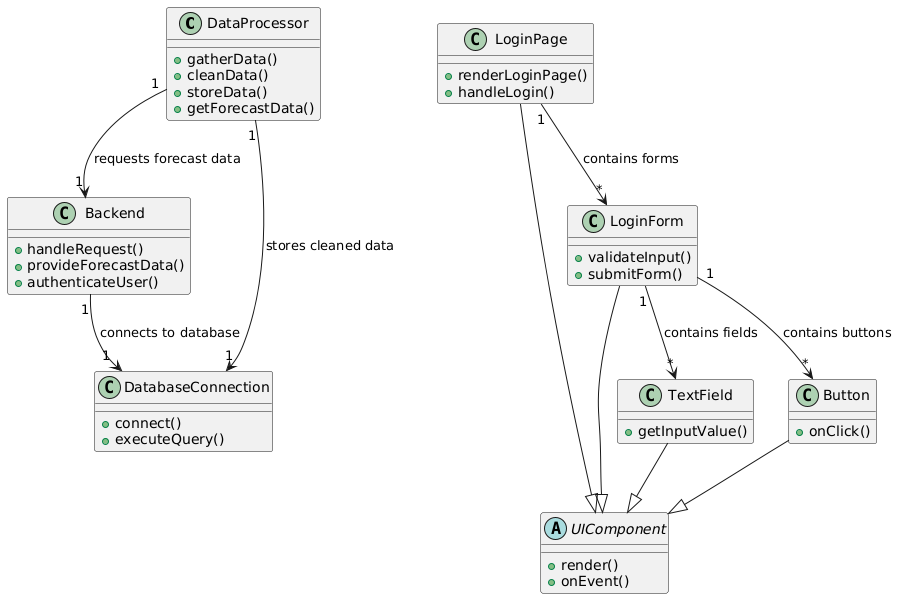 C DataProcessor
gatherData()
cleanData()
storeData()
getForecastData()
C LoginPage
renderLoginPage()
handleLogin()
1
1
1
requests forecast data
contains forms
1
*
C Backend
handleRequest()
provideForecastData()
authenticateUser()
C LoginForm
validateInput()
submitForm()
stores cleaned data
1
1
1
connects to database
contains fields
contains buttons
1
1
*
*
C DatabaseConnection
connect()
executeQuery()
C TextField
getInputValue()
C Button
onClick()
A UIComponent
render()
onEvent()